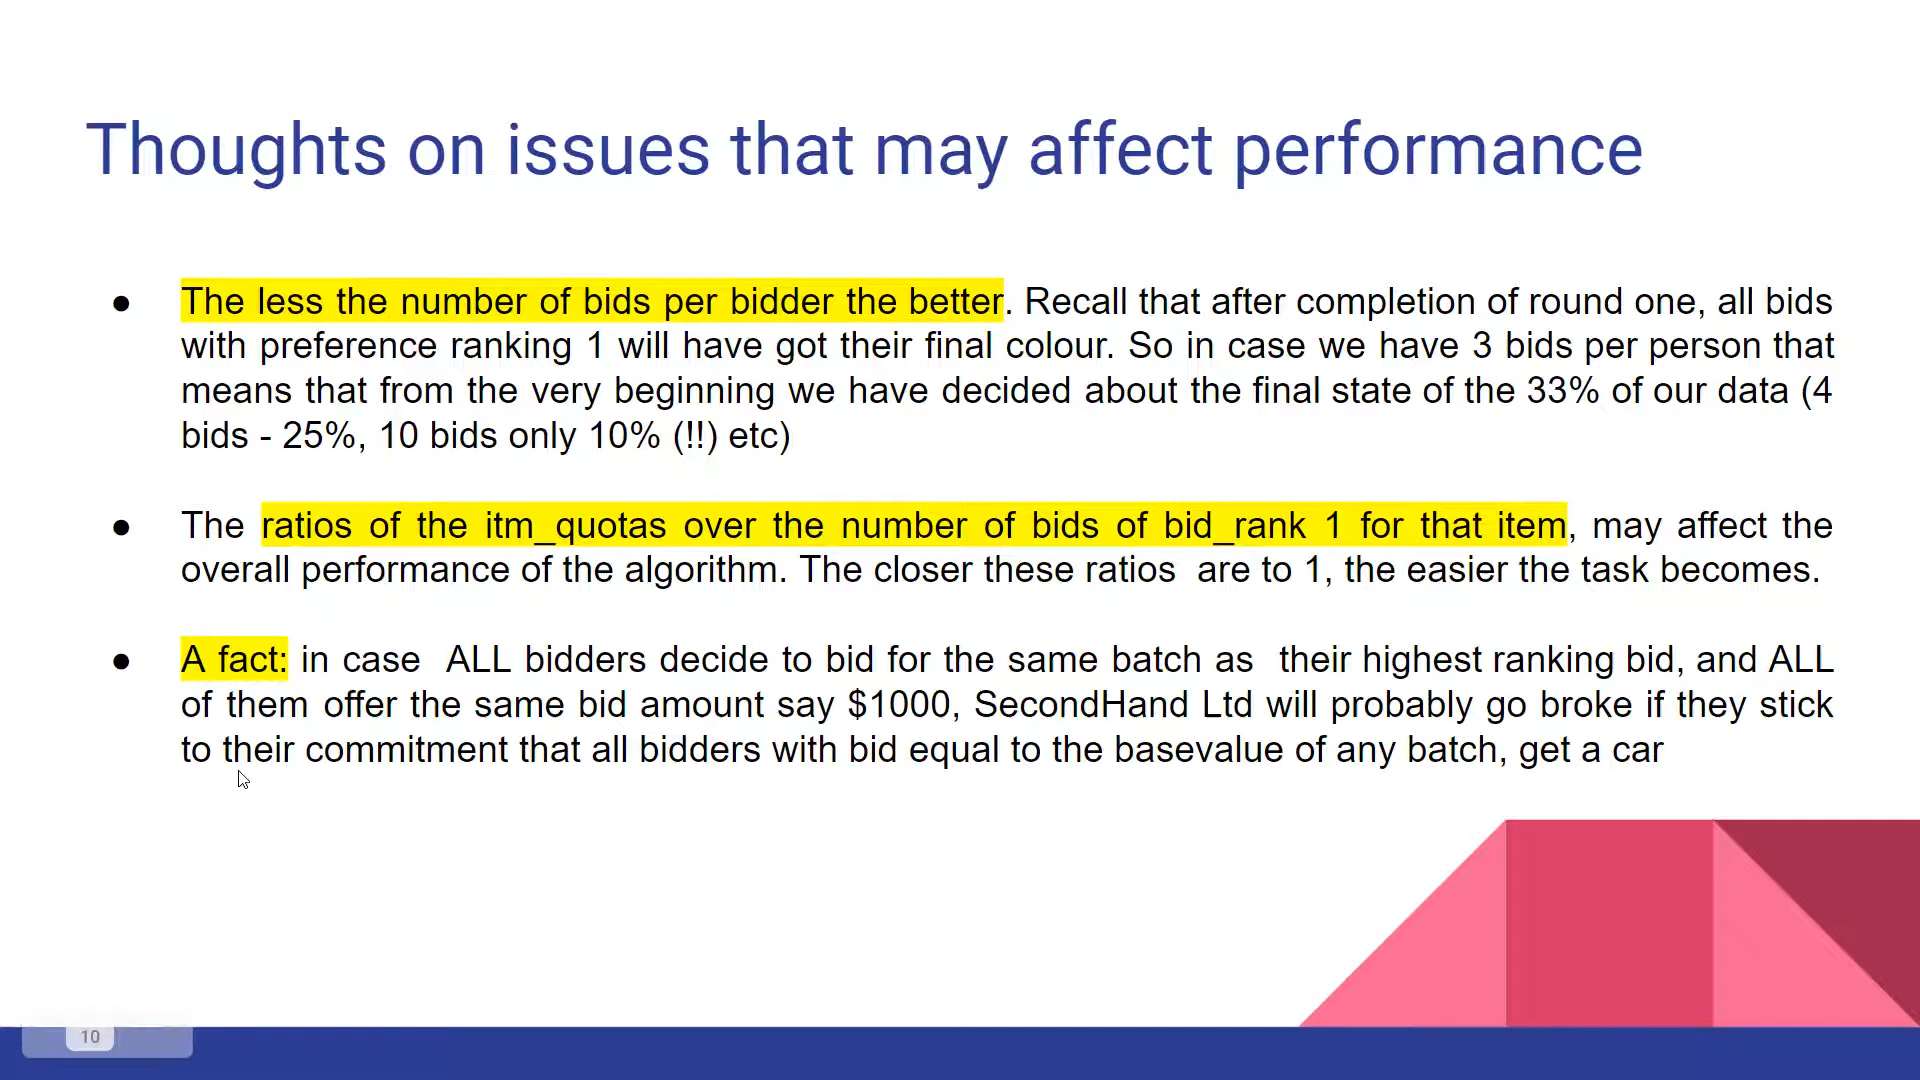 Thoughts on issues that may affect performance
● The less the number of bids per bidder the better. Recall that after completion of round one, all bids
with preference ranking 1 will have got their final colour. So in case we have 3 bids per person that
means that from the very beginning we have decided about the final state of the 33% of our data (4
bids - 25%, 10 bids only 10% (!!) etc)
● The ratios of the itm_quotas over the number of bids of bid_rank 1 for that item, may affect the
overall performance of the algorithm. The closer these ratios are to 1, the easier the task becomes.
● A fact: in case ALL bidders decide to bid for the same batch as their highest ranking bid, and ALL
of them offer the same bid amount say $1000, SecondHand Ltd will probably go broke if they stick
to their commitment that all bidders with bid equal to the basevalue of any batch, get a car
10